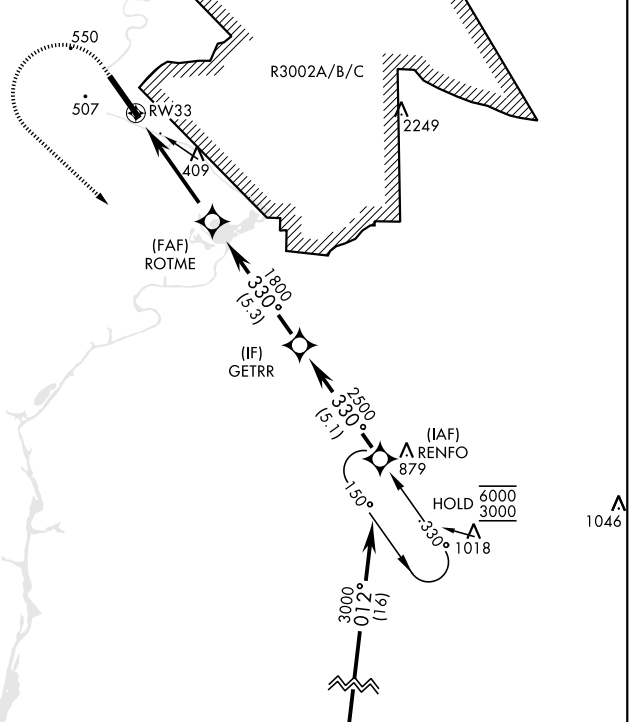 550
R3002A/B/C
507
RW33
2249
409
(FAF)
ROTME
1800
330°
(5.3)
(IF)
GETRR
2500
330°
(5.1)
(IAF)
RENFO
879
150°
HOLD
6000
3000
330°
1018
1046
3000
012°
(16)